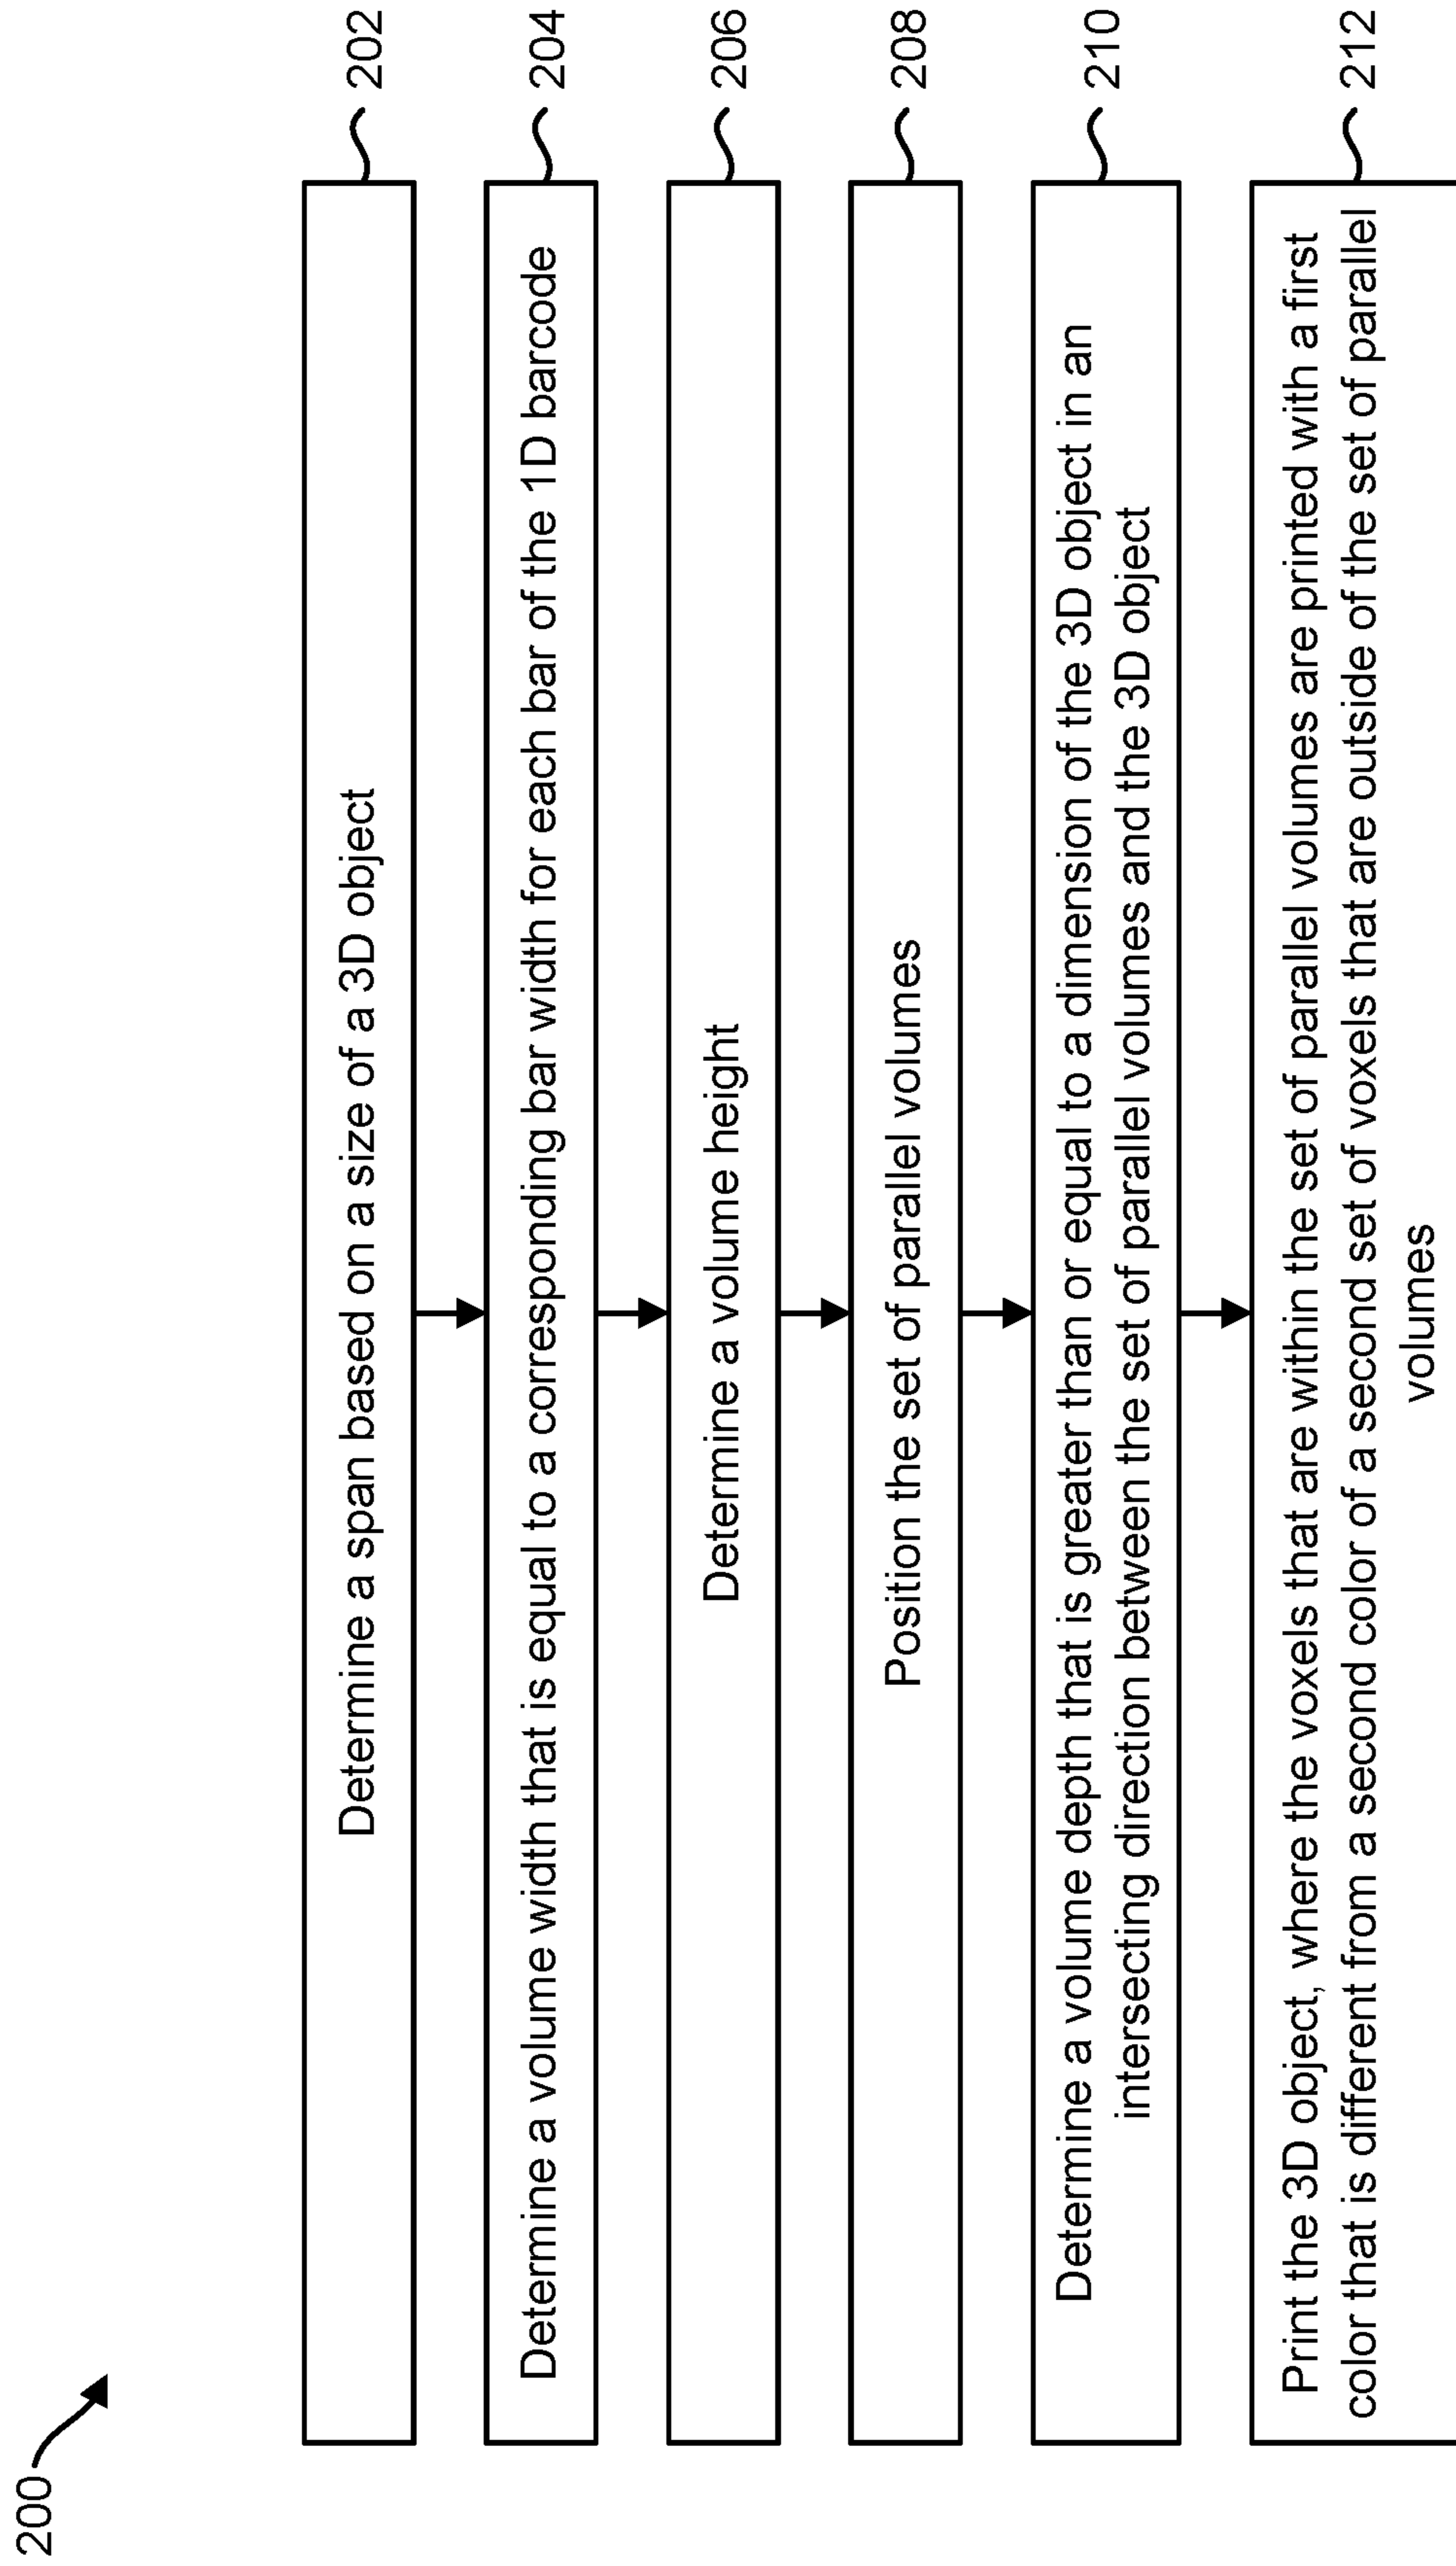 200
Determine a span based on a size of a 3D object
202
Determine a volume width that is equal to a corresponding bar width for each bar of the 1D barcode
204
Determine a volume height
206
Position the set of parallel volumes
208
Determine a volume depth that is greater than or equal to a dimension of the 3D object in an
intersecting direction between the set of parallel volumes and the 3D object
210
Print the 3D object, where the voxels that are within the set of parallel volumes are printed with a first
color that is different from a second color of a second set of voxels that are outside of the set of parallel
volumes
212